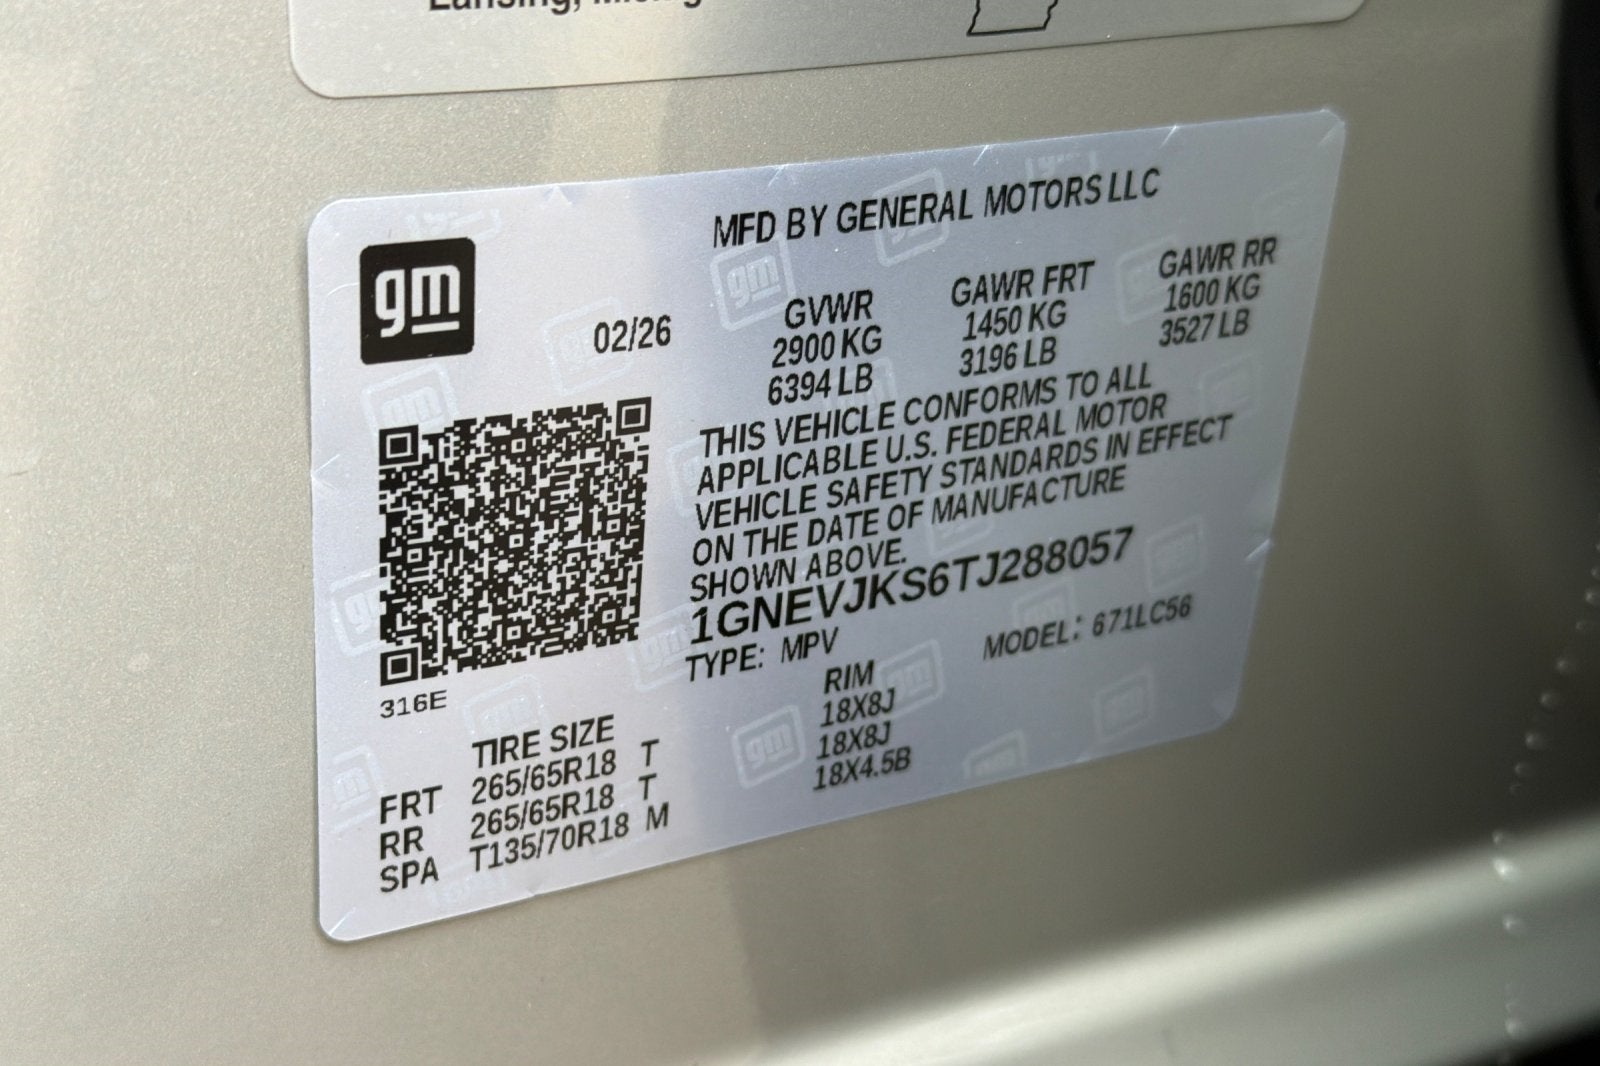 Lansing,
gm
MFD BY GENERAL MOTORS LLC
02/26
GVWR GAWR FRT GAWR RR
2900 KG 1450 KG 1600 KG
6394 LB 3196 LB 3527 LB
THIS VEHICLE CONFORMS TO ALL
APPLICABLE U.S. FEDERAL MOTOR
VEHICLE SAFETY STANDARDS IN EFFECT
ON THE DATE OF MANUFACTURE
SHOWN ABOVE.
1GNEVJKS6TJ288057
TYPE: MPV MODEL: 671LC56
316E
TIRE SIZE RIM
FRT 265/65R18 T 18X8J
RR 265/65R18 T 18X8J
SPA T135/70R18 M 18X4.5B